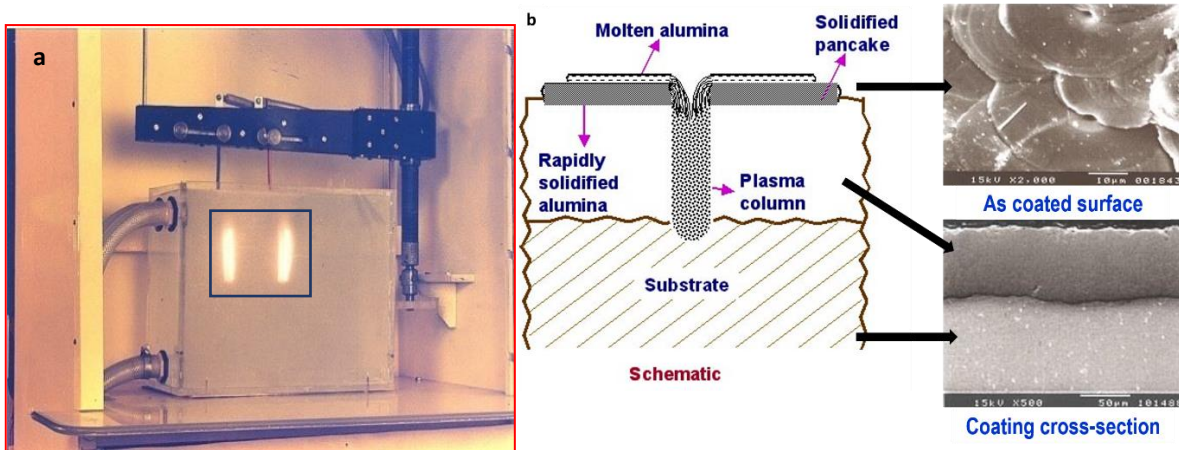 a
b
Molten alumina
Solidified
pancake
Rapidly
solidified
alumina
Plasma
column
Substrate
Schematic
15kV X2,000 10μm 001843
As coated surface
15kV X500 50μm 101488
Coating cross-section